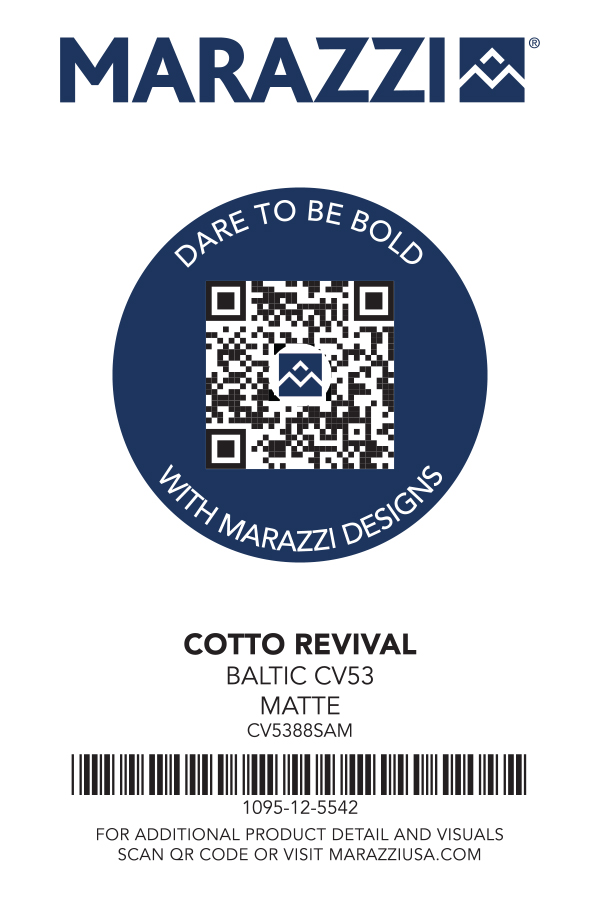 MARAZZI ®
DARE TO BE BOLD
WITH MARAZZI DESIGNS
COTTO REVIVAL
BALTIC CV53
MATTE
CV5388SAM
1095-12-5542
FOR ADDITIONAL PRODUCT DETAIL AND VISUALS
SCAN QR CODE OR VISIT MARAZZIUSA.COM